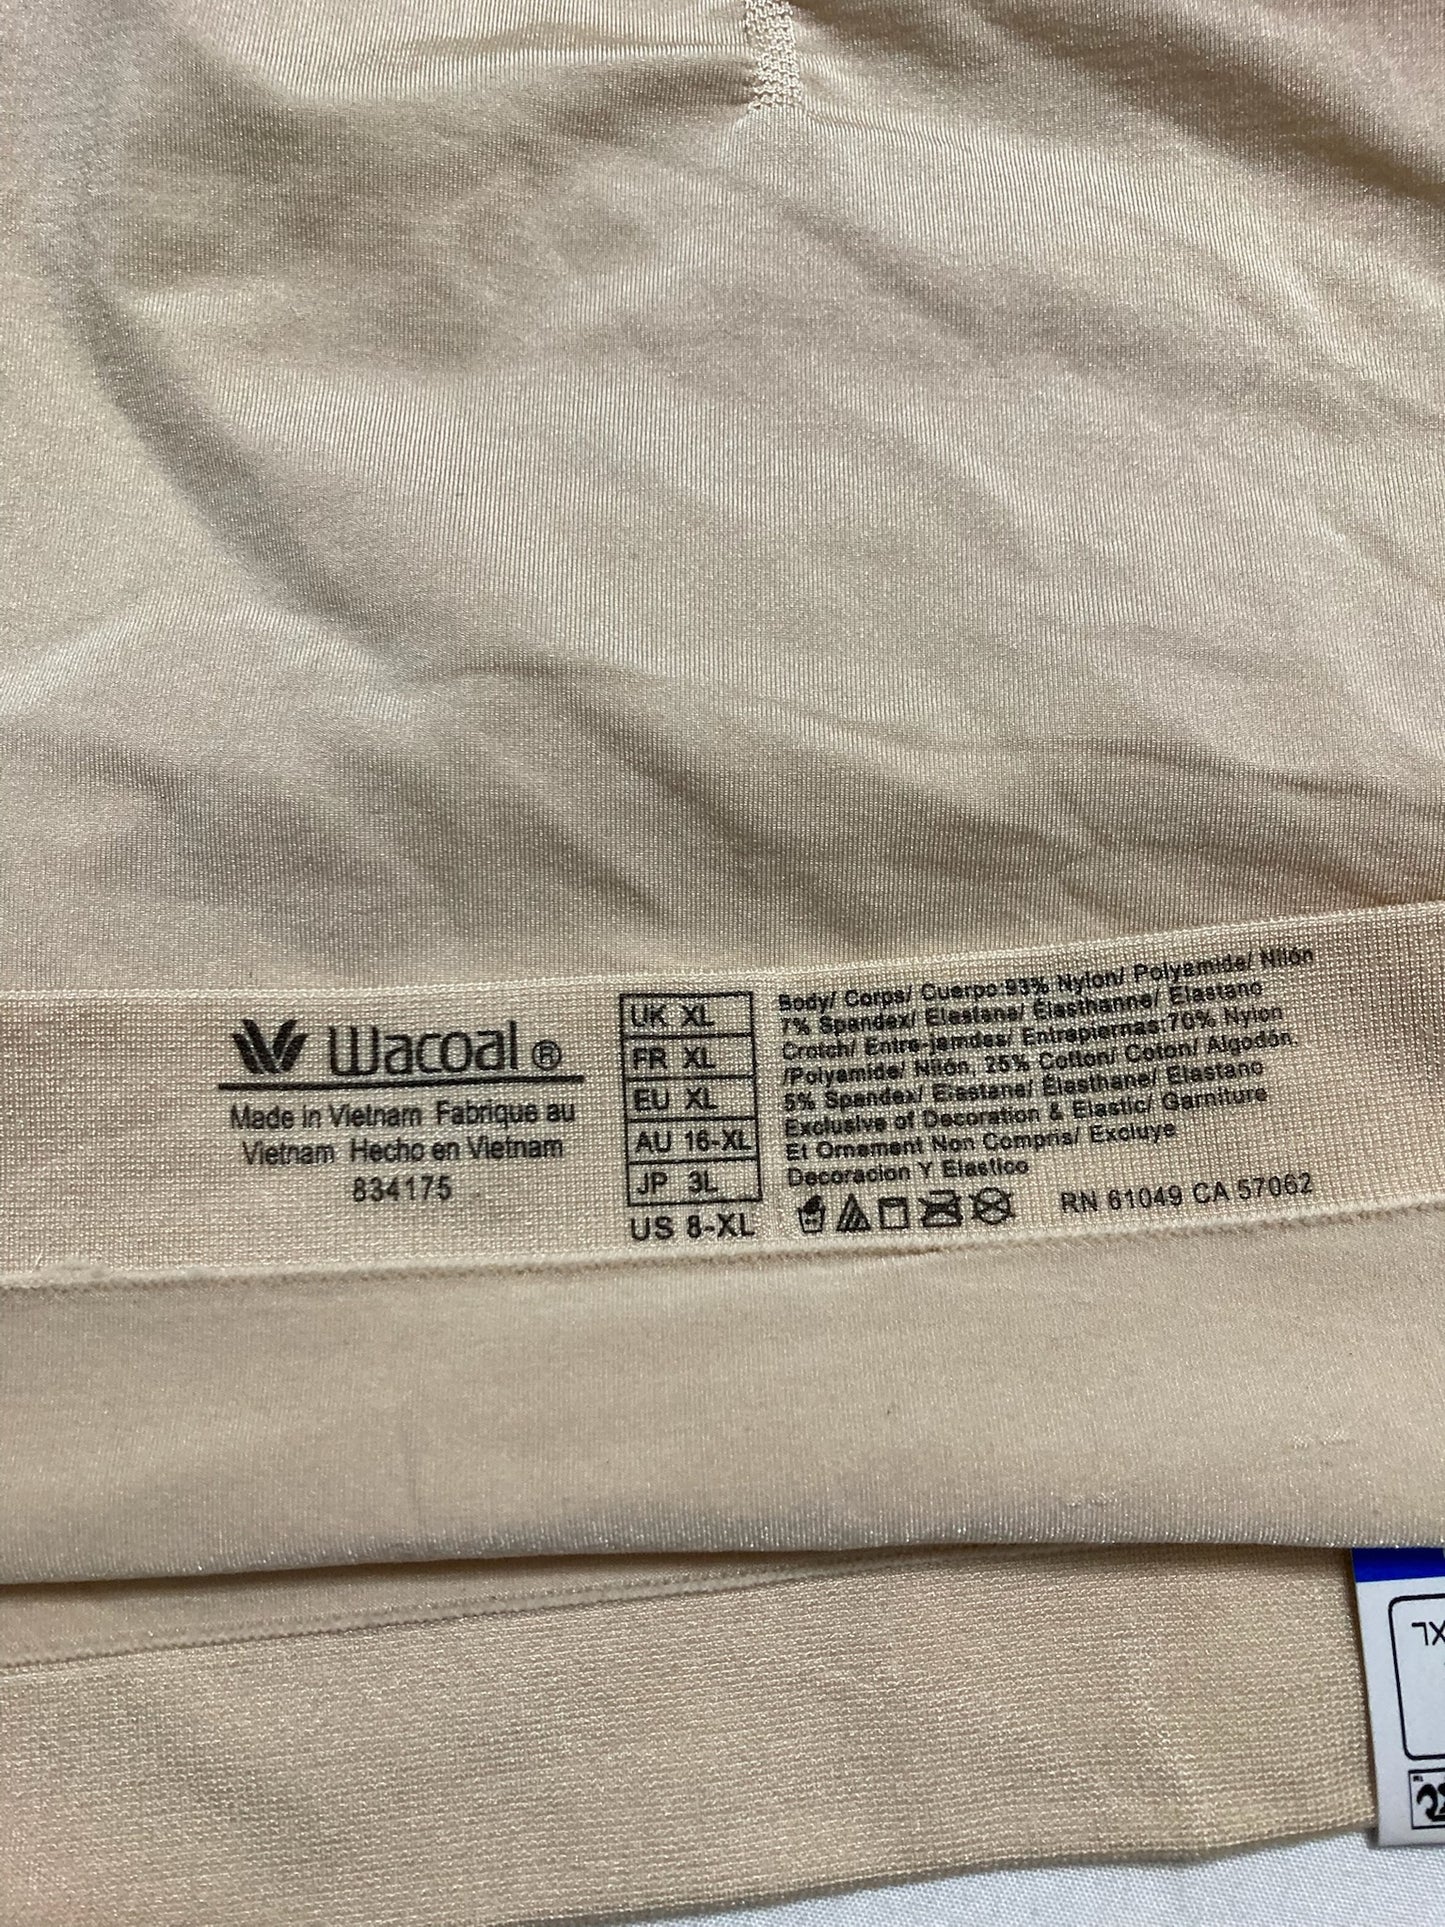 Wacoal ®
Made in Vietnam Fabrique au
Vietnam Hecho en Vietnam
834175
UK XL
FR XL
EU XL
AU 16-XL
JP 3L
US 8-XL
Body/ Corps/ Cuerpo:93% Nylon/ Polyamide/ Nilón
7% Spandex/ Elastana/ Élasthanne/ Elastano
Crotch/ Entre-jamdes/ Entrepiernas:70% Nylon
/Polyamide/ Nilón, 25% Cotton/ Coton/ Algodón,
5% Spandex/ Elastane/ Élasthane/ Elastano
Exclusive of Decoration & Elastic/ Garniture
Et Ornement Non Compris/ Excluye
Decoracion Y Elastico
RN 61049 CA 57062
XL